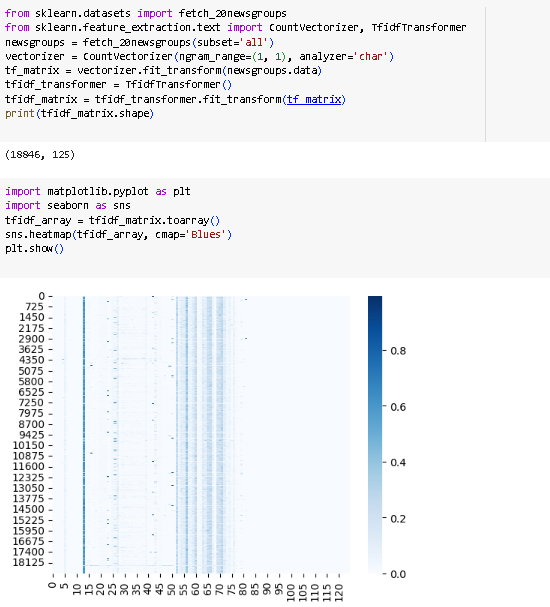 from sklearn.datasets import fetch_20newsgroups
from sklearn.feature_extraction.text import CountVectorizer, TfidfTransformer
newsgroups = fetch_20newsgroups(subset='all')
vectorizer = CountVectorizer(ngram_range=(1, 1), analyzer='char')
tf_matrix = vectorizer.fit_transform(newsgroups.data)
tfidf_transformer = TfidfTransformer()
tfidf_matrix = tfidf_transformer.fit_transform(tf_matrix)
print(tfidf_matrix.shape)
(18846, 125)
import matplotlib.pyplot as plt
import seaborn as sns
tfidf_array = tfidf_matrix.toarray()
sns.heatmap(tfidf_array, cmap='Blues')
plt.show()
0
725
1450
2175
2900
3625
4350
5075
5800
6525
7250
7975
8700
9425
10150
10875
11600
12325
13050
13775
14500
15225
15950
16675
17400
18125
0 5 10 15 20 25 30 35 40 45 50 55 60 65 70 75 80 85 90 95 100 105 110 115 120
0.8
0.6
0.4
0.2
0.0